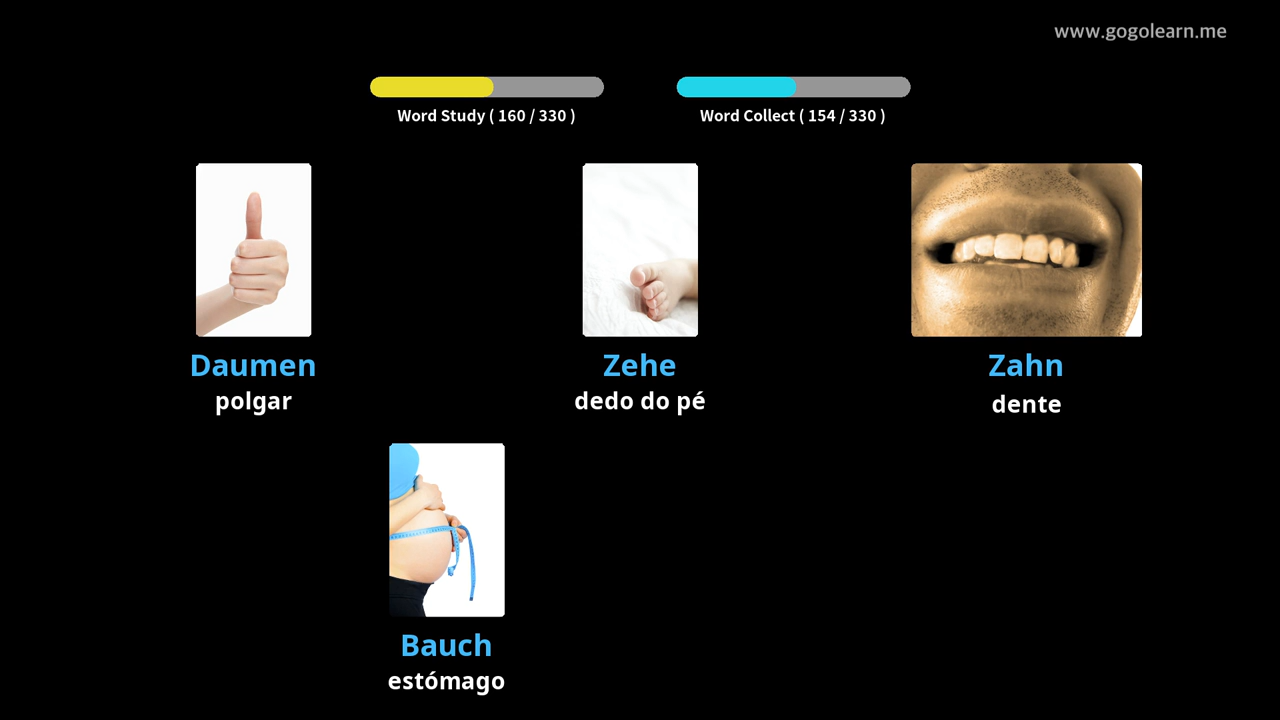 www.gogolearn.me
Word Study ( 160 / 330 )
Word Collect ( 154 / 330 )
Daumen
polgar
Zehe
dedo do pé
Zahn
dente
Bauch
estómago